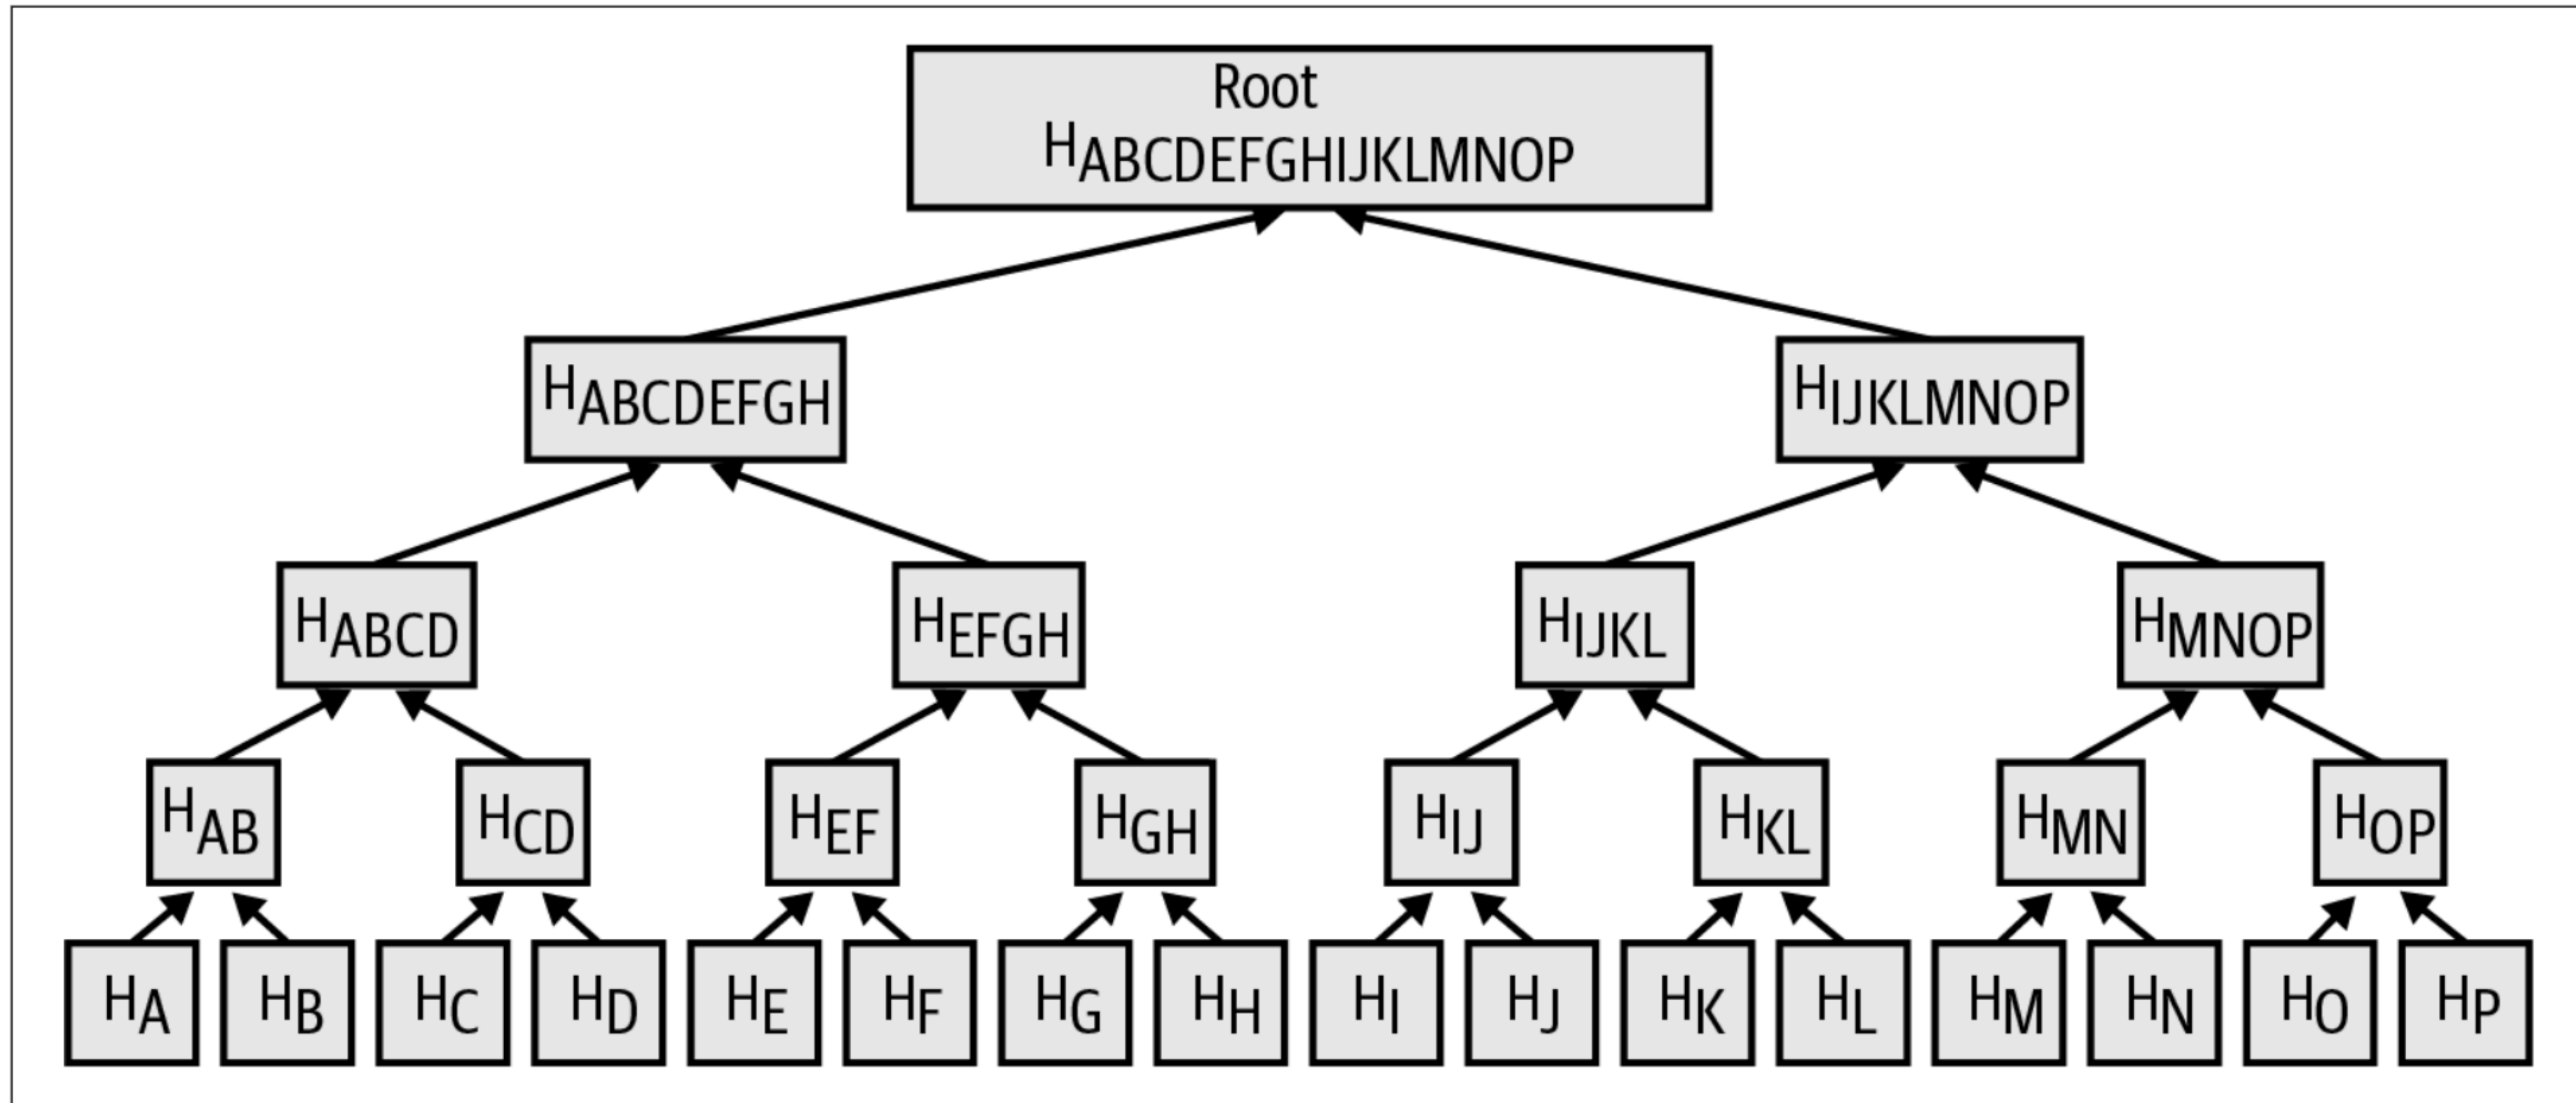 Root
HABCDEFGHIJKLMNOP
HABCDEFGH HIJKLMNOP
HABCD HEFGH HIJKL HMNOP
HAB HCD HEF HGH HIJ HKL HMN HOP
HA HB HC HD HE HF HG HH HI HJ HK HL HM HN HO HP